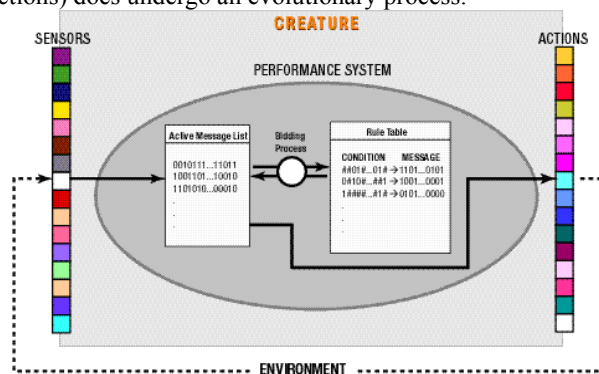 ctions) does undergo an evolutionary process.
CREATURE
SENSORS
ACTIONS
PERFORMANCE SYSTEM
Active Message List
Bidding
Process
Rule Table
0010111...11011
1001101...10010
1101010...00010
.
.
.
CONDITION MESSAGE
##01#...01# → 1101...0101
0#10#...##1 → 1001...0001
1####...#1# → 0101...0000
.
.
.
ENVIRONMENT